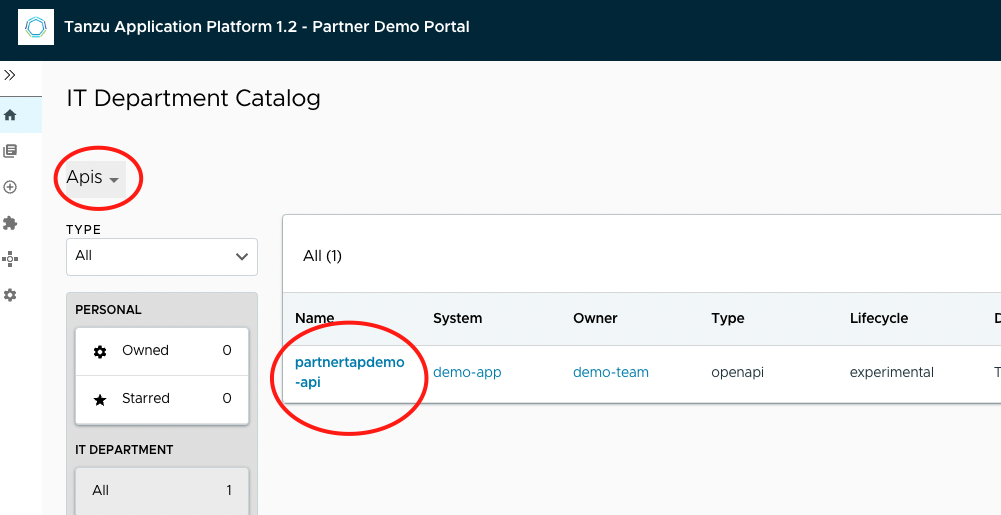 Tanzu Application Platform 1.2 - Partner Demo Portal
IT Department Catalog
Apis
TYPE
All
PERSONAL
Owned 0
Starred 0
IT DEPARTMENT
All 1
All (1)
Name System Owner Type Lifecycle D
partnertapdemo
-api demo-app demo-team openapi experimental T